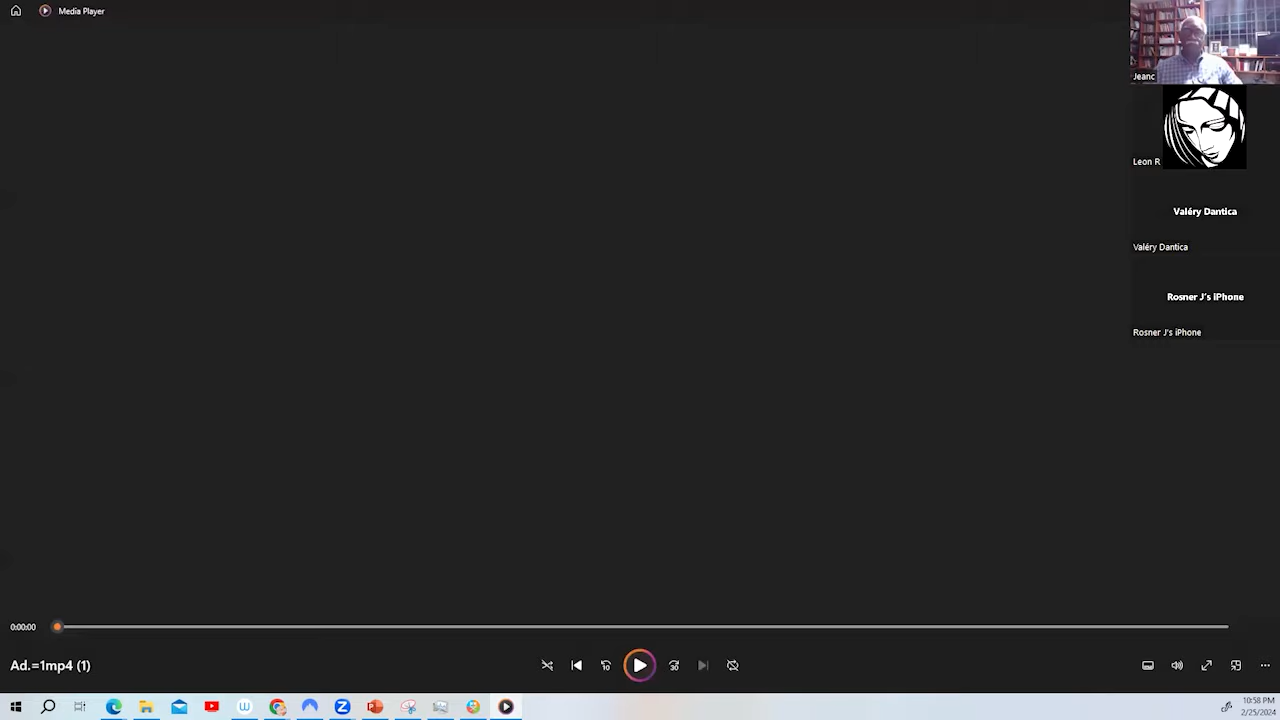 Media Player
Jeanc
Leon R
Valéry Dantica
Valéry Dantica
Rosner J's iPhone
Rosner J's iPhone
0:00:00
Ad.=1mp4 (1)
10:58 PM
2/25/2024